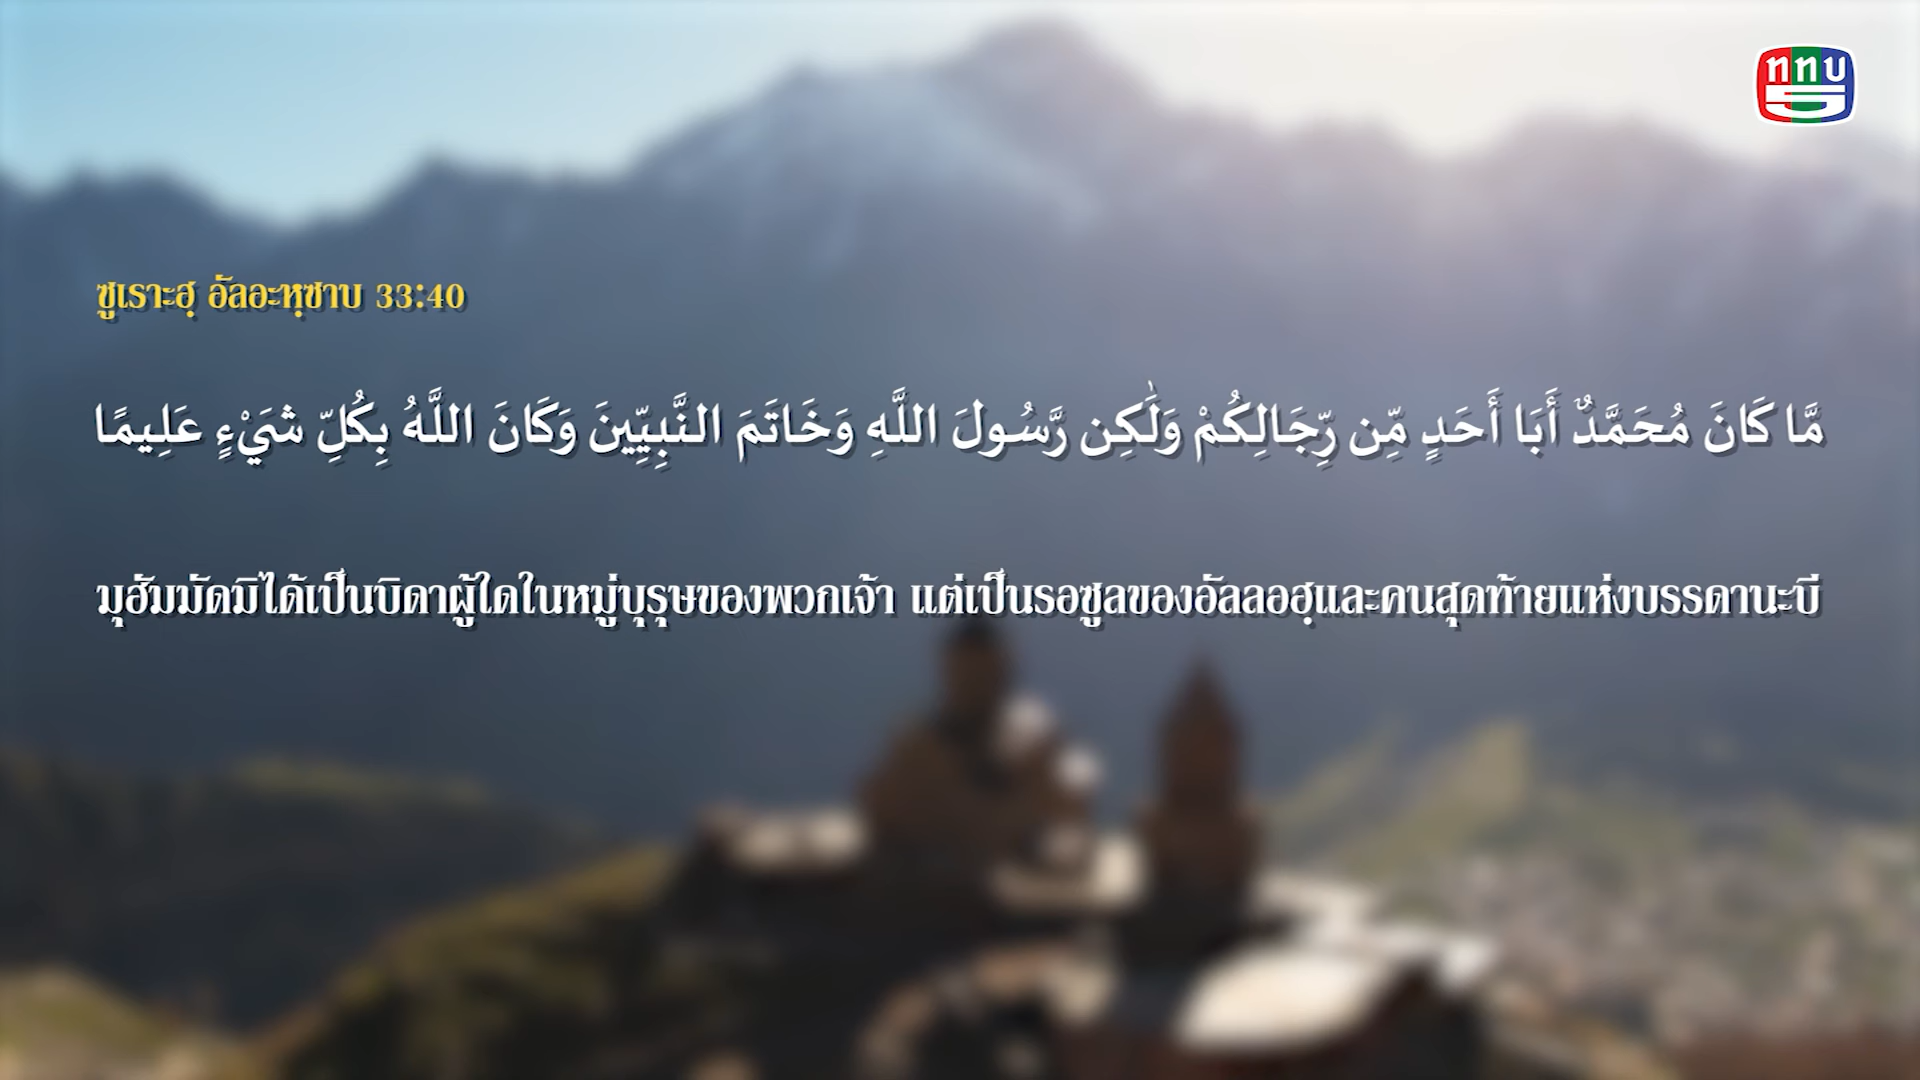 ททบ
5
ซูเราะฮฺ อัลอะหฺซาบ 33:40
مَّا كَانَ مُحَمَّدٌ أَبَا أَحَدٍ مِّن رِّجَالِكُمْ وَلَٰكِن رَّسُولَ اللَّهِ وَخَاتَمَ النَّبِيِّينَ وَكَانَ اللَّهُ بِكُلِّ شَيْءٍ عَلِيمًا
มุฮัมมัดมิได้เป็นบิดาผู้ใดในหมู่บุรุษของพวกเจ้า แต่เป็นรอซูลของอัลลอฮฺและคนสุดท้ายแห่งบรรดานะบี